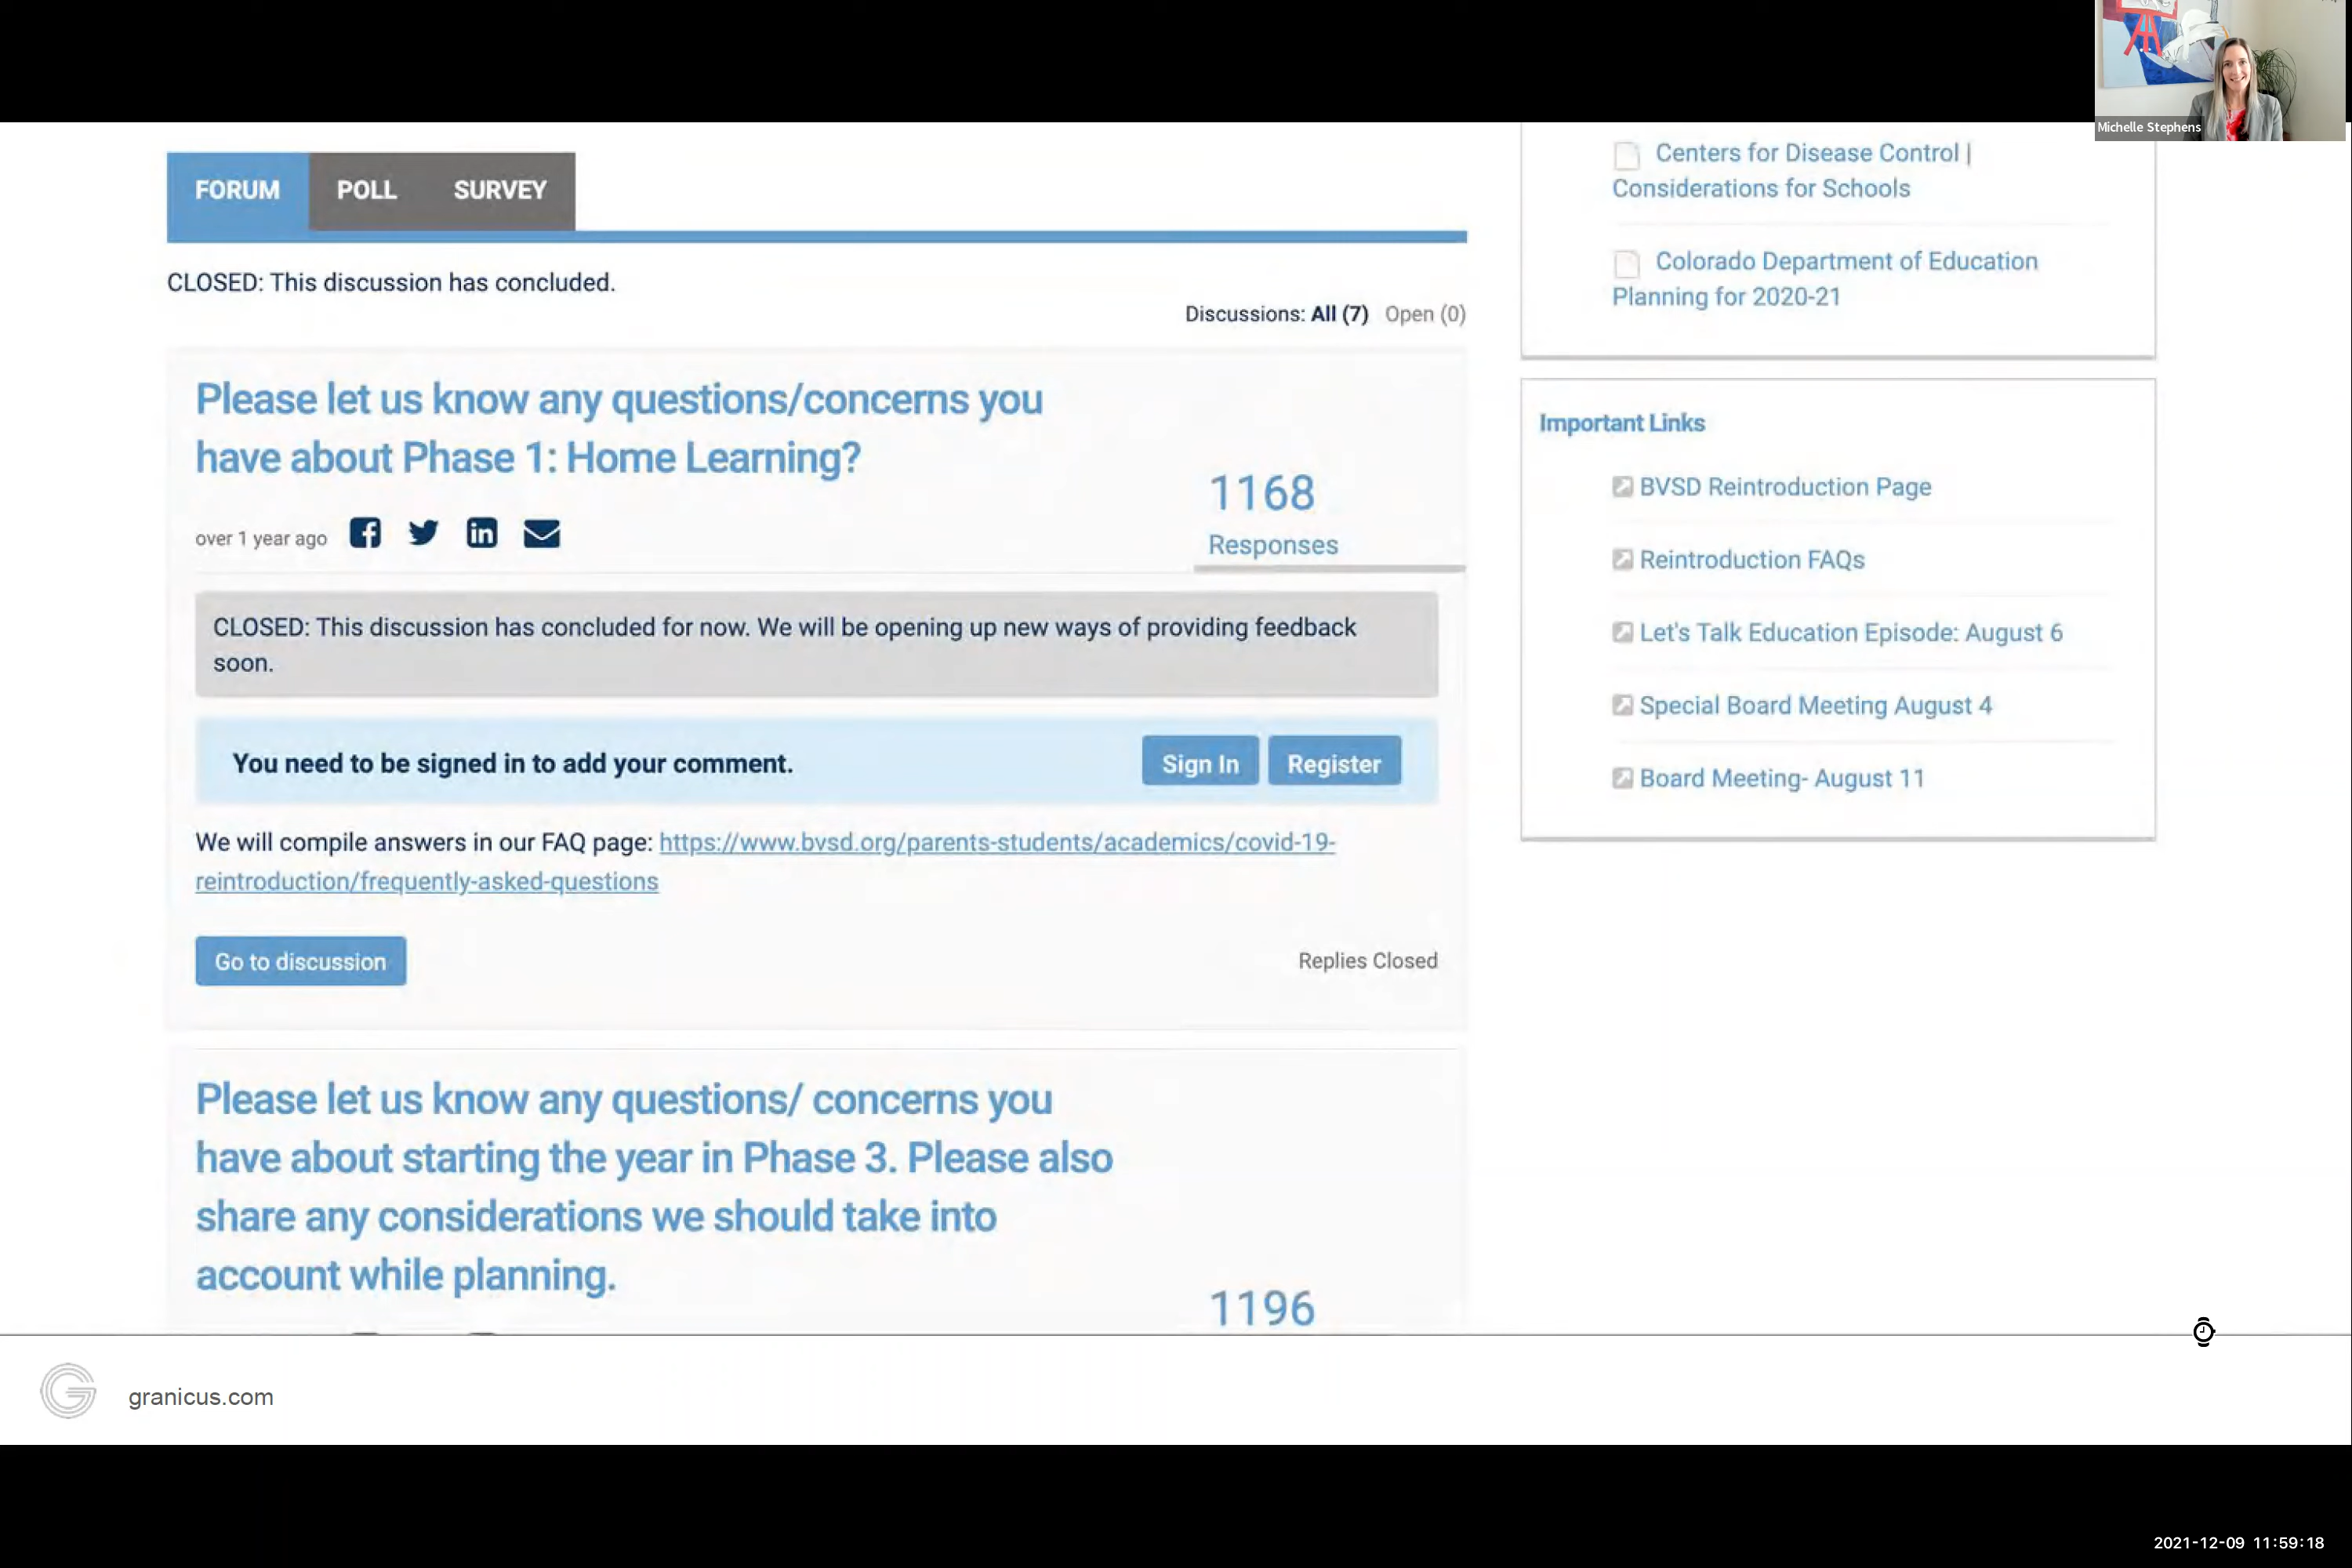 Michelle Stephens
FORUM POLL SURVEY
CLOSED: This discussion has concluded.
Discussions: All (7) Open (0)
Please let us know any questions/concerns you
have about Phase 1: Home Learning?
1168
Responses
over 1 year ago
CLOSED: This discussion has concluded for now. We will be opening up new ways of providing feedback
soon.
You need to be signed in to add your comment.
Sign In Register
We will compile answers in our FAQ page: https://www.bvsd.org/parents-students/academics/covid-19-
reintroduction/frequently-asked-questions
Go to discussion
Replies Closed
Please let us know any questions/ concerns you
have about starting the year in Phase 3. Please also
share any considerations we should take into
account while planning.
1196
Centers for Disease Control |
Considerations for Schools
Colorado Department of Education
Planning for 2020-21
Important Links
BVSD Reintroduction Page
Reintroduction FAQs
Let's Talk Education Episode: August 6
Special Board Meeting August 4
Board Meeting- August 11
granicus.com
2021-12-09 11:59:18